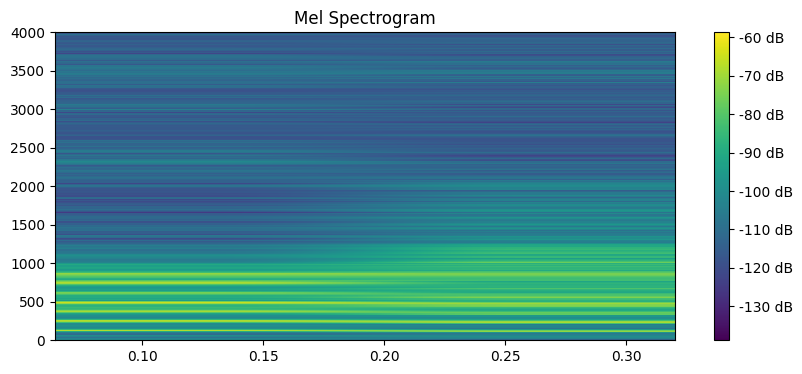 Mel Spectrogram
4000
3500
3000
2500
2000
1500
1000
500
0
0.10 0.15 0.20 0.25 0.30
-60 dB
-70 dB
-80 dB
-90 dB
-100 dB
-110 dB
-120 dB
-130 dB